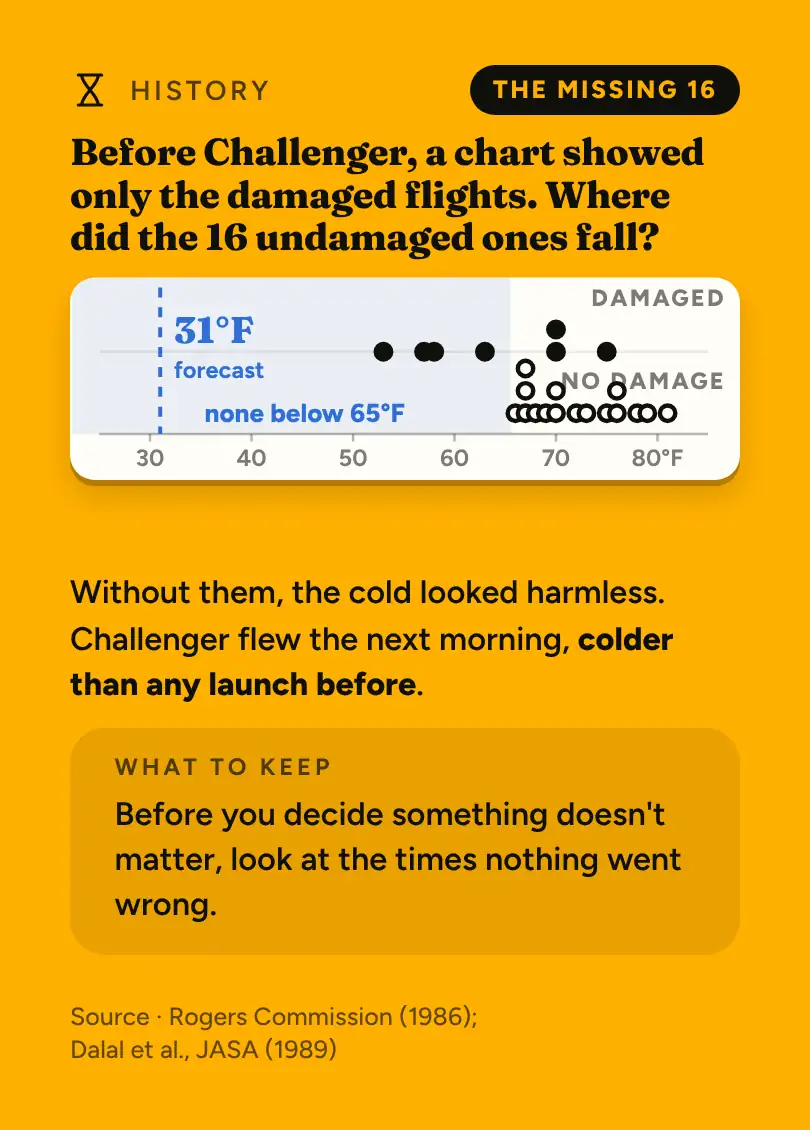 HISTORY
THE MISSING 16
Before Challenger, a chart showed
only the damaged flights. Where
did the 16 undamaged ones fall?
DAMAGED
31°F
forecast
NO DAMAGE
none below 65°F
30 40 50 60 70 80°F
Without them, the cold looked harmless.
Challenger flew the next morning, colder
than any launch before.
WHAT TO KEEP
Before you decide something doesn't
matter, look at the times nothing went
wrong.
Source · Rogers Commission (1986);
Dalal et al., JASA (1989)